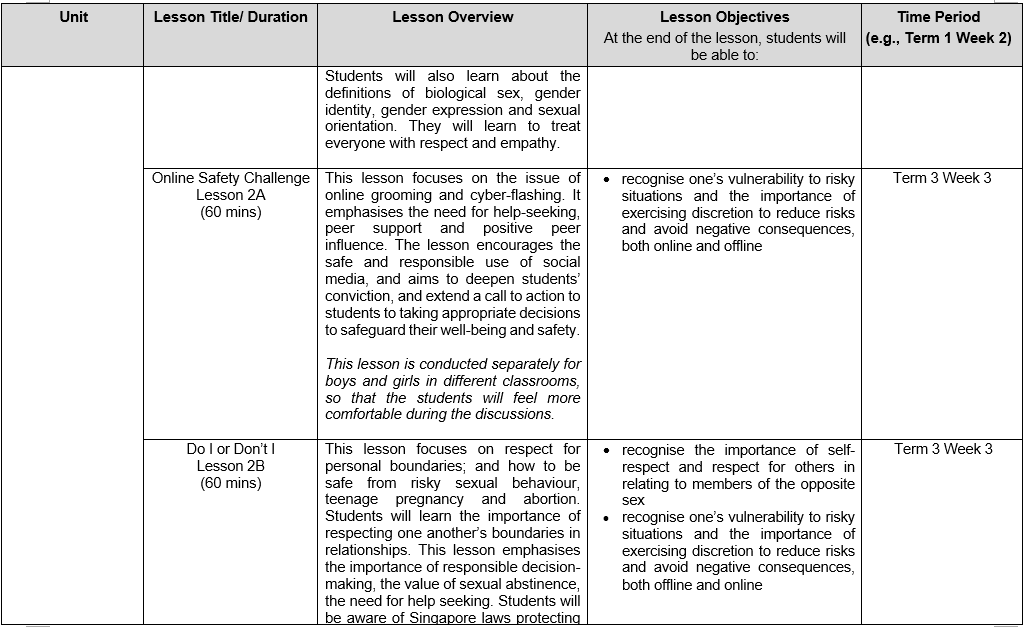 Unit
Lesson Title/ Duration
Lesson Overview
Lesson Objectives
At the end of the lesson, students will
be able to:
Time Period
(e.g., Term 1 Week 2)
Students will also learn about the
definitions of biological sex, gender
identity, gender expression and sexual
orientation. They will learn to treat
everyone with respect and empathy.
Online Safety Challenge
Lesson 2A
(60 mins)
This lesson focuses on the issue of
online grooming and cyber-flashing. It
emphasises the need for help-seeking,
peer support and positive peer
influence. The lesson encourages the
safe and responsible use of social
media, and aims to deepen students’
conviction, and extend a call to action to
students to taking appropriate decisions
to safeguard their well-being and safety.
This lesson is conducted separately for
boys and girls in different classrooms,
so that the students will feel more
comfortable during the discussions.
• recognise one’s vulnerability to risky
situations and the importance of
exercising discretion to reduce risks
and avoid negative consequences,
both online and offline
Term 3 Week 3
Do I or Don’t I
Lesson 2B
(60 mins)
This lesson focuses on respect for
personal boundaries; and how to be
safe from risky sexual behaviour,
teenage pregnancy and abortion.
Students will learn the importance of
respecting one another’s boundaries in
relationships. This lesson emphasises
the importance of responsible decision-
making, the value of sexual abstinence,
the need for help seeking. Students will
be aware of Singapore laws protecting
• recognise the importance of self-
respect and respect for others in
relating to members of the opposite
sex
• recognise one’s vulnerability to risky
situations and the importance of
exercising discretion to reduce risks
and avoid negative consequences,
both offline and online
Term 3 Week 3